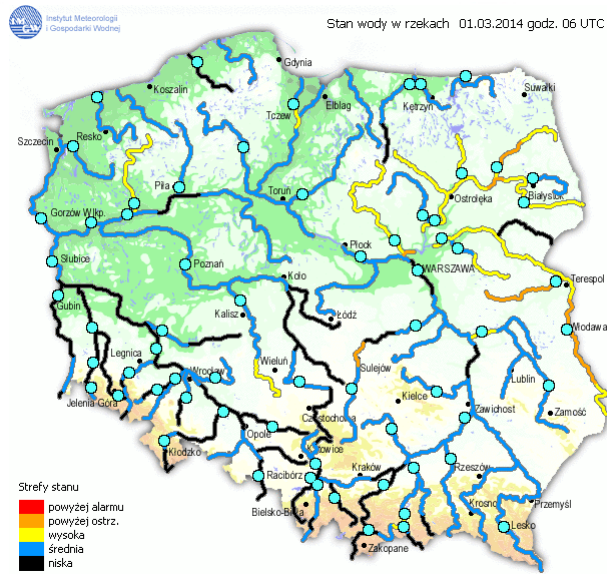 Instytut Meteorologii
i Gospodarki Wodnej
Stan wody w rzekach 01.03.2014 godz. 06 UTC
Gdynia
Koszalin
Suwałki
Elbląg
Kętrzyn
Tczew
Resko
Szczecin
Piła
Białystok
Toruń
Ostrołęka
Gorzów Wlkp.
Płock
Słubice
Poznań
WARSZAWA
Koło
Terespol
Gubin
Kalisz
Łódź
Włodawa
Legnica
Wieluń
Sulejów
Wrocław
Lublin
Jelenia Góra
Kielce
Zawichost
Zamość
Częstochowa
Opole
Kłodzko
Katowice
Racibórz
Kraków
Rzeszów
Strefy stanu
Bielsko-Biała
Krosno
Przemyśl
powyżej alarmu
powyżej ostrz.
Lesko
wysoka
Zakopane
średnia
niska